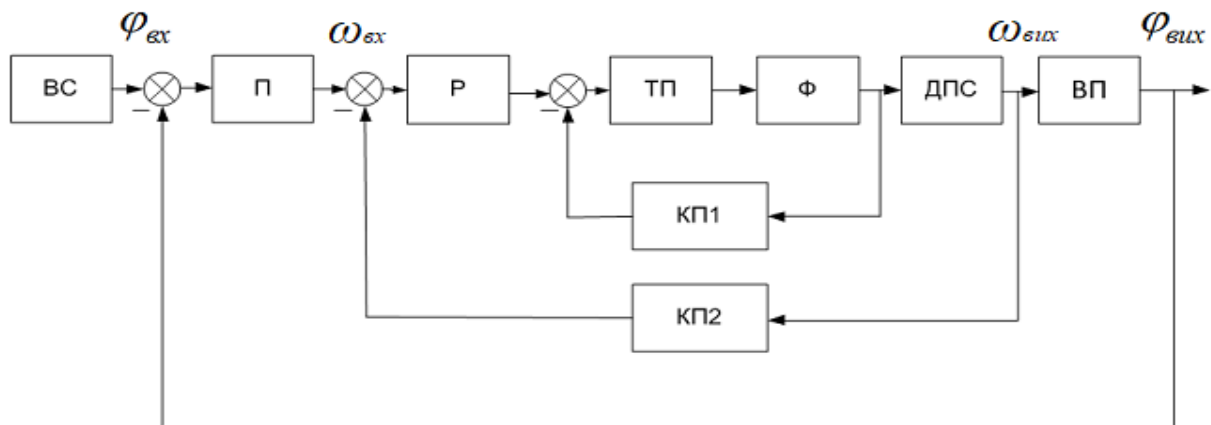 φвх ωвх ωвих φвих
ВС П Р ТП Ф ДПС ВП
КП1
КП2